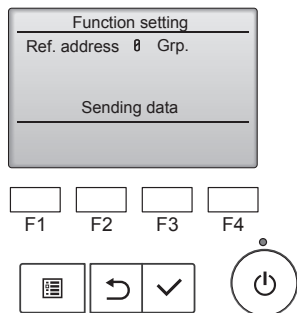 Function setting
Ref. address 0 Grp.
Sending data
F1 F2 F3 F4